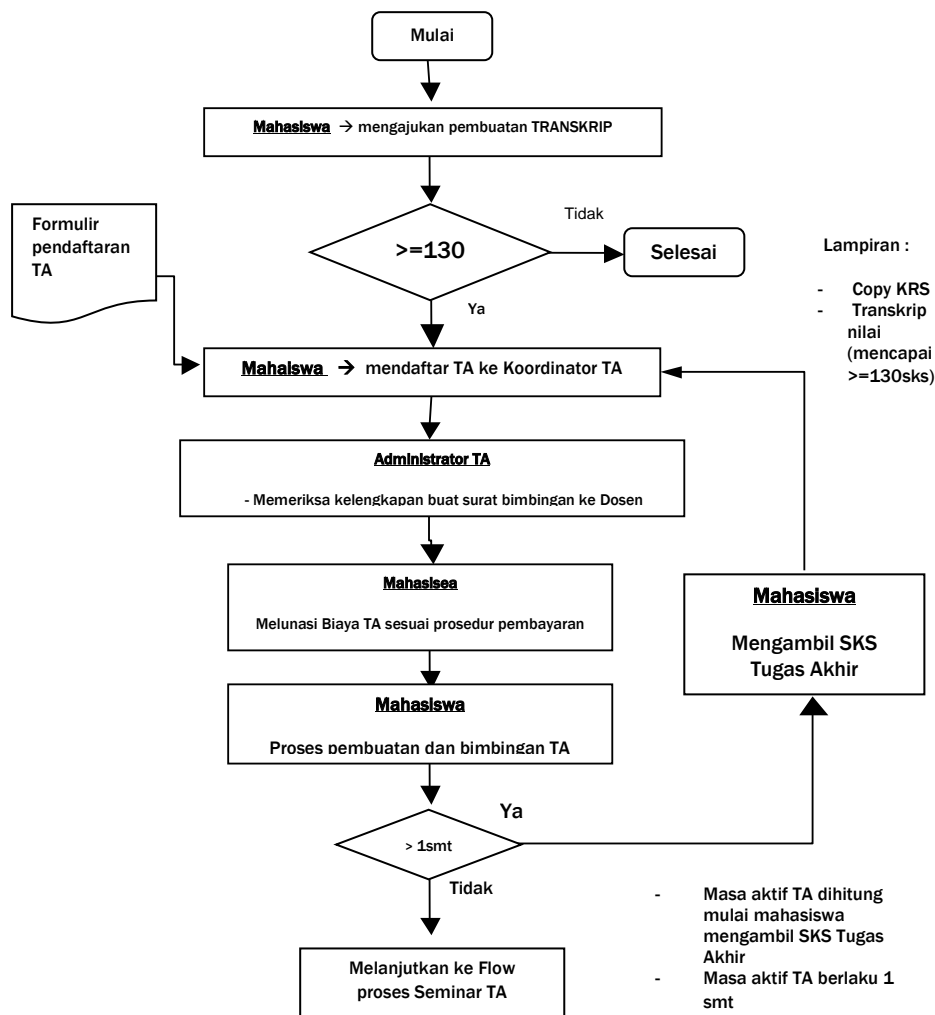 Mulai
Mahasiswa → mengajukan pembuatan TRANSKRIP
Formulir
pendaftaran
TA
>=130
Tidak
Selesai
Ya
Lampiran :
- Copy KRS
- Transkrip
nilai
(mencapai
>=130sks)
Mahaiswa → mendaftar TA ke Koordinator TA
Administrator TA
- Memeriksa kelengkapan buat surat bimbingan ke Dosen
Mahasisea
Melunasi Biaya TA sesuai prosedur pembayaran
Mahasiswa
Mengambil SKS
Tugas Akhir
Mahasiswa
Proses pembuatan dan bimbingan TA
> 1smt
Ya
Tidak
Melanjutkan ke Flow
proses Seminar TA
- Masa aktif TA dihitung
mulai mahasiswa
mengambil SKS Tugas
Akhir
- Masa aktif TA berlaku 1
smt